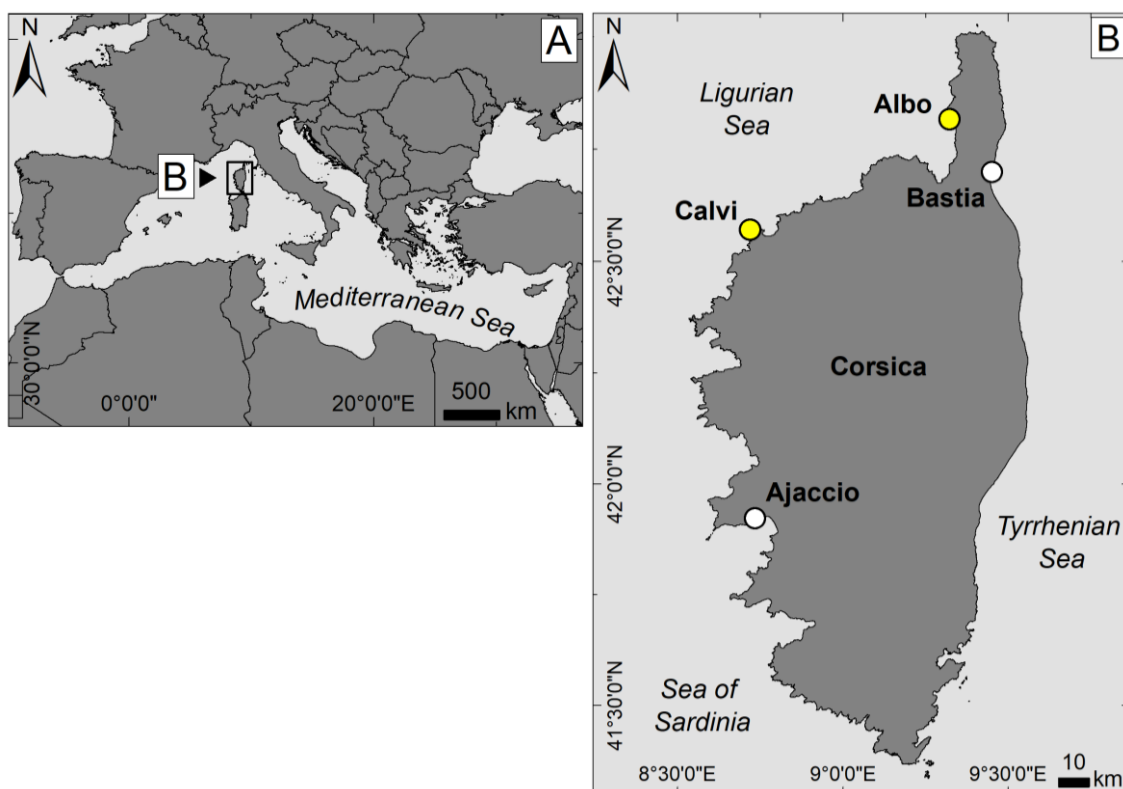 N
A
B
Mediterranean Sea
30°0'0"N
0°0'0"
20°0'0"E
500
km
N
B
Ligurian
Sea
Albo
Bastia
Calvi
42°30'0"N
Corsica
42°0'0"N
Ajaccio
Tyrrhenian
Sea
Sea of
Sardinia
41°30'0"N
8°30'0"E
9°0'0"E
9°30'0"E
10
km